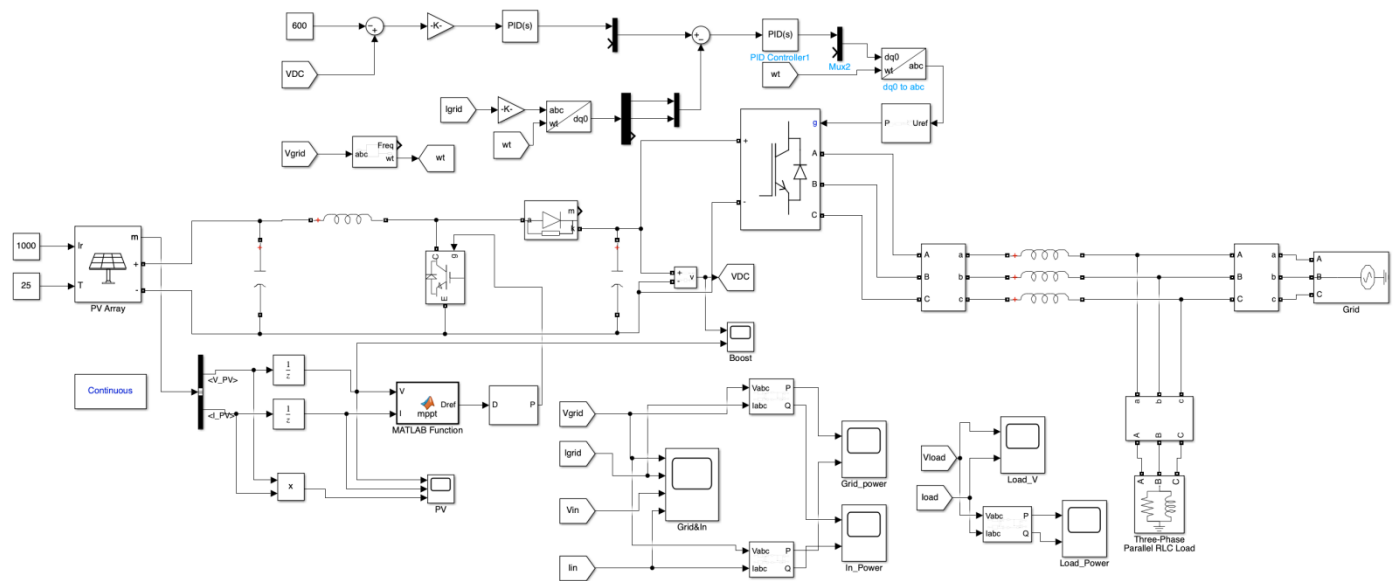 600
-K-
PID(s)
PID(s)
PID Controller1
Mux2
dq0
wt
abc
dq0 to abc
VDC
wt
Igrid
-K-
abc
wt
dq0
wt
P
Uref
Vgrid
abc
Freq
wt
wt
g
+
-
A
B
C
1000
25
Ir
T
m
+
-
PV Array
a
m
k
g
C
E
+
-
v
VDC
Boost
A
B
C
a
b
c
A
B
C
a
b
c
A
B
C
Grid
Continuous
<V_PV>
<I_PV>
1
z
1
z
V
I
mppt
Dref
MATLAB Function
D
P
x
PV
Vgrid
Igrid
Vin
Iin
Grid&In
Vabc
Iabc
P
Q
Vabc
Iabc
P
Q
Grid_power
In_Power
Vload
Iload
Load_V
Vabc
Iabc
P
Q
Load_Power
a
b
c
A
B
C
A
B
C
Three-Phase
Parallel RLC Load